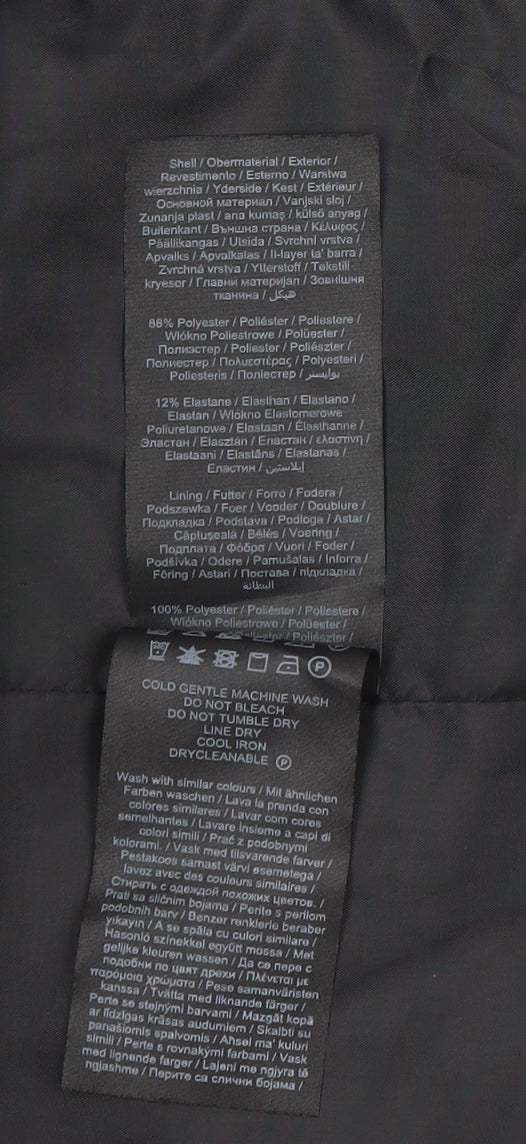 Shell / Obermaterial / Exterior /
Revestimento / Esterno / Warstwa
wierzchnia / Yderside / Kest / Extérieur /
Основной материал / Vanjski sloj /
Zunanja plast / ana kumaş / külső anyag /
Buitenkant / Външна страна / Κέλυφος /
Päällikangas / Utsida / Svrchní vrstva /
Apvalks / Apvalkalas / Il-layer ta' barra /
Zvrchná vrstva / Ytterstoff / Tekstili
kryesor / Главни материјал / Зовнішня
тканина / هيكل /
88% Polyester / Poliéster / Poliestere /
Włókno Poliestrowe / Polüester /
Полиэстер / Poliester / Poliészter /
Полиестер / Πολυεστέρας / Polyesteri /
Poliesteris / Поліестер / بوليستر /
12% Elastane / Elasthan / Elastano /
Elastan / Włókno Elastomerowe
Poliuretanowe / Elastaan / Élasthanne /
Эластан / Elasztán / Еластан / ελαστίνη /
Elastaani / Elastāns / Elastanas /
Еластин / إيلاستين /
Lining / Futter / Forro / Fodera /
Podszewka / Foer / Vooder / Doublure /
Подкладка / Podstava / Podloga / Astar /
Căptuşeală / Bélés / Voering /
Подплата / Φόδρα / Vuori / Foder /
Podšívka / Odere / Pamušalas / Inforra /
Fôring / Astari / Постава / підкладка /
البطانة
100% Polyester / Poliéster / Poliestere /
Włókno Poliestrowe / Polüester /
Poliester / Poliészter /
P
COLD GENTLE MACHINE WASH
DO NOT BLEACH
DO NOT TUMBLE DRY
LINE DRY
COOL IRON
DRYCLEANABLE P
Wash with similar colours / Mit ähnlichen
Farben waschen / Lava la prenda con
colores similares / Lavar com cores
semelhantes / Lavare insieme a capi di
colori simili / Prać z podobnymi
kolorami. / Vask med tilsvarende farver /
Pestakoos samast värvi esemetega /
lavaz avec des couleurs similaires /
Стирать с одеждой похожих цветов. /
Prati sa sličnim bojama / Perite s perilom
podobnih barv / Benzer renklerle beraber
yıkayın / A se spăla cu culori similare /
Hasonló színekkel együtt mossa / Met
gelijke kleuren wassen / Да се пере с
подобни по цвят дрехи / Πλένεται με
παρόμοια χρώματα / Pese samanväristen
kanssa / Tvätta med liknande färger /
Perte se stejnými barvami / Mazgāt kopā
ar līdzīgas krāsas audumiem / Skalbti su
panašiomis spalvomis / Aħsel ma' kuluri
simili / Perte s rovnakými farbami / Vask
med lignende farger / Lajeni me ngjyra të
ngjashme / Перите са слични бојама /